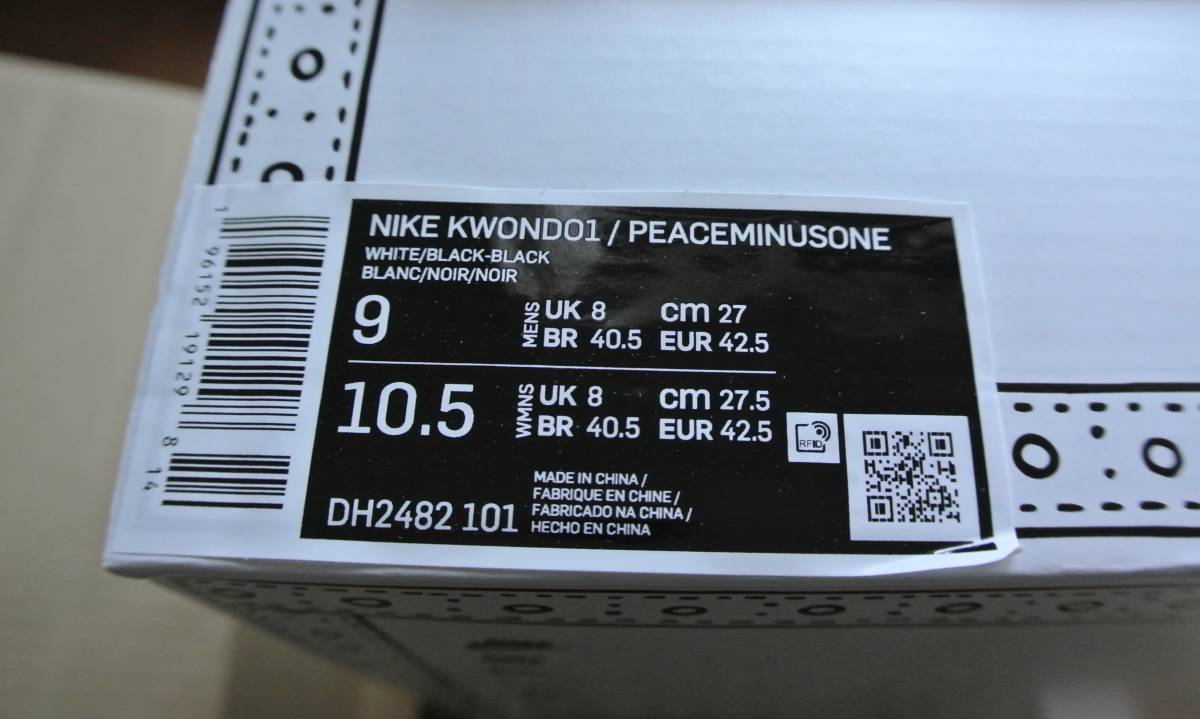 NIKE KWONDO1 / PEACEMINUSONE
WHITE/BLACK-BLACK
BLANC/NOIR/NOIR
9
MENS
UK 8 cm 27
BR 40.5 EUR 42.5
10.5
WMNS
UK 8 cm 27.5
BR 40.5 EUR 42.5
RFID
DH2482 101
MADE IN CHINA /
FABRIQUE EN CHINE /
FABRICADO NA CHINA /
HECHO EN CHINA
1 96152 19129 8 14